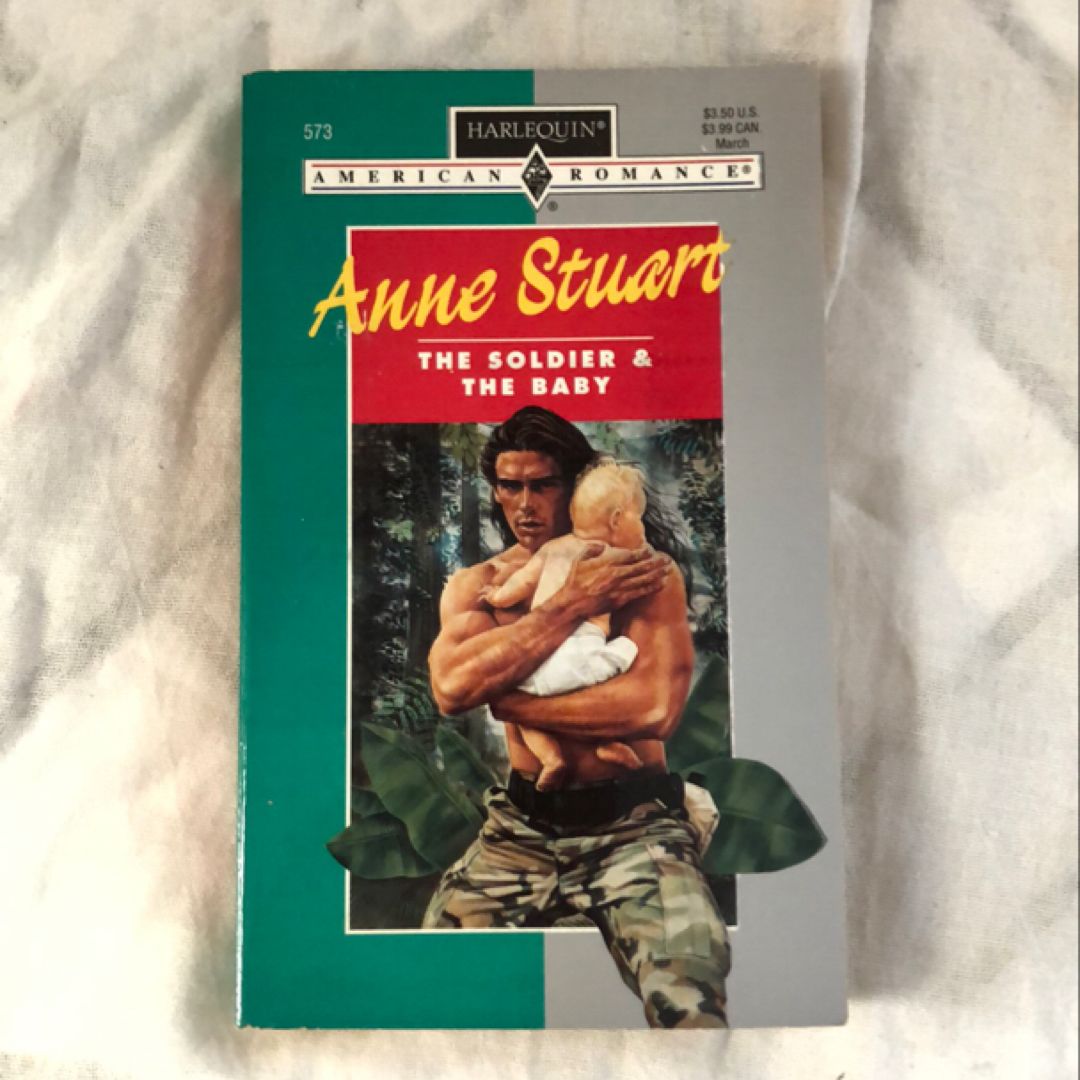 573
HARLEQUIN®
$3.50 U.S.
$3.99 CAN.
March
AMERICAN ROMANCE®
®
Anne Stuart
THE SOLDIER &
THE BABY